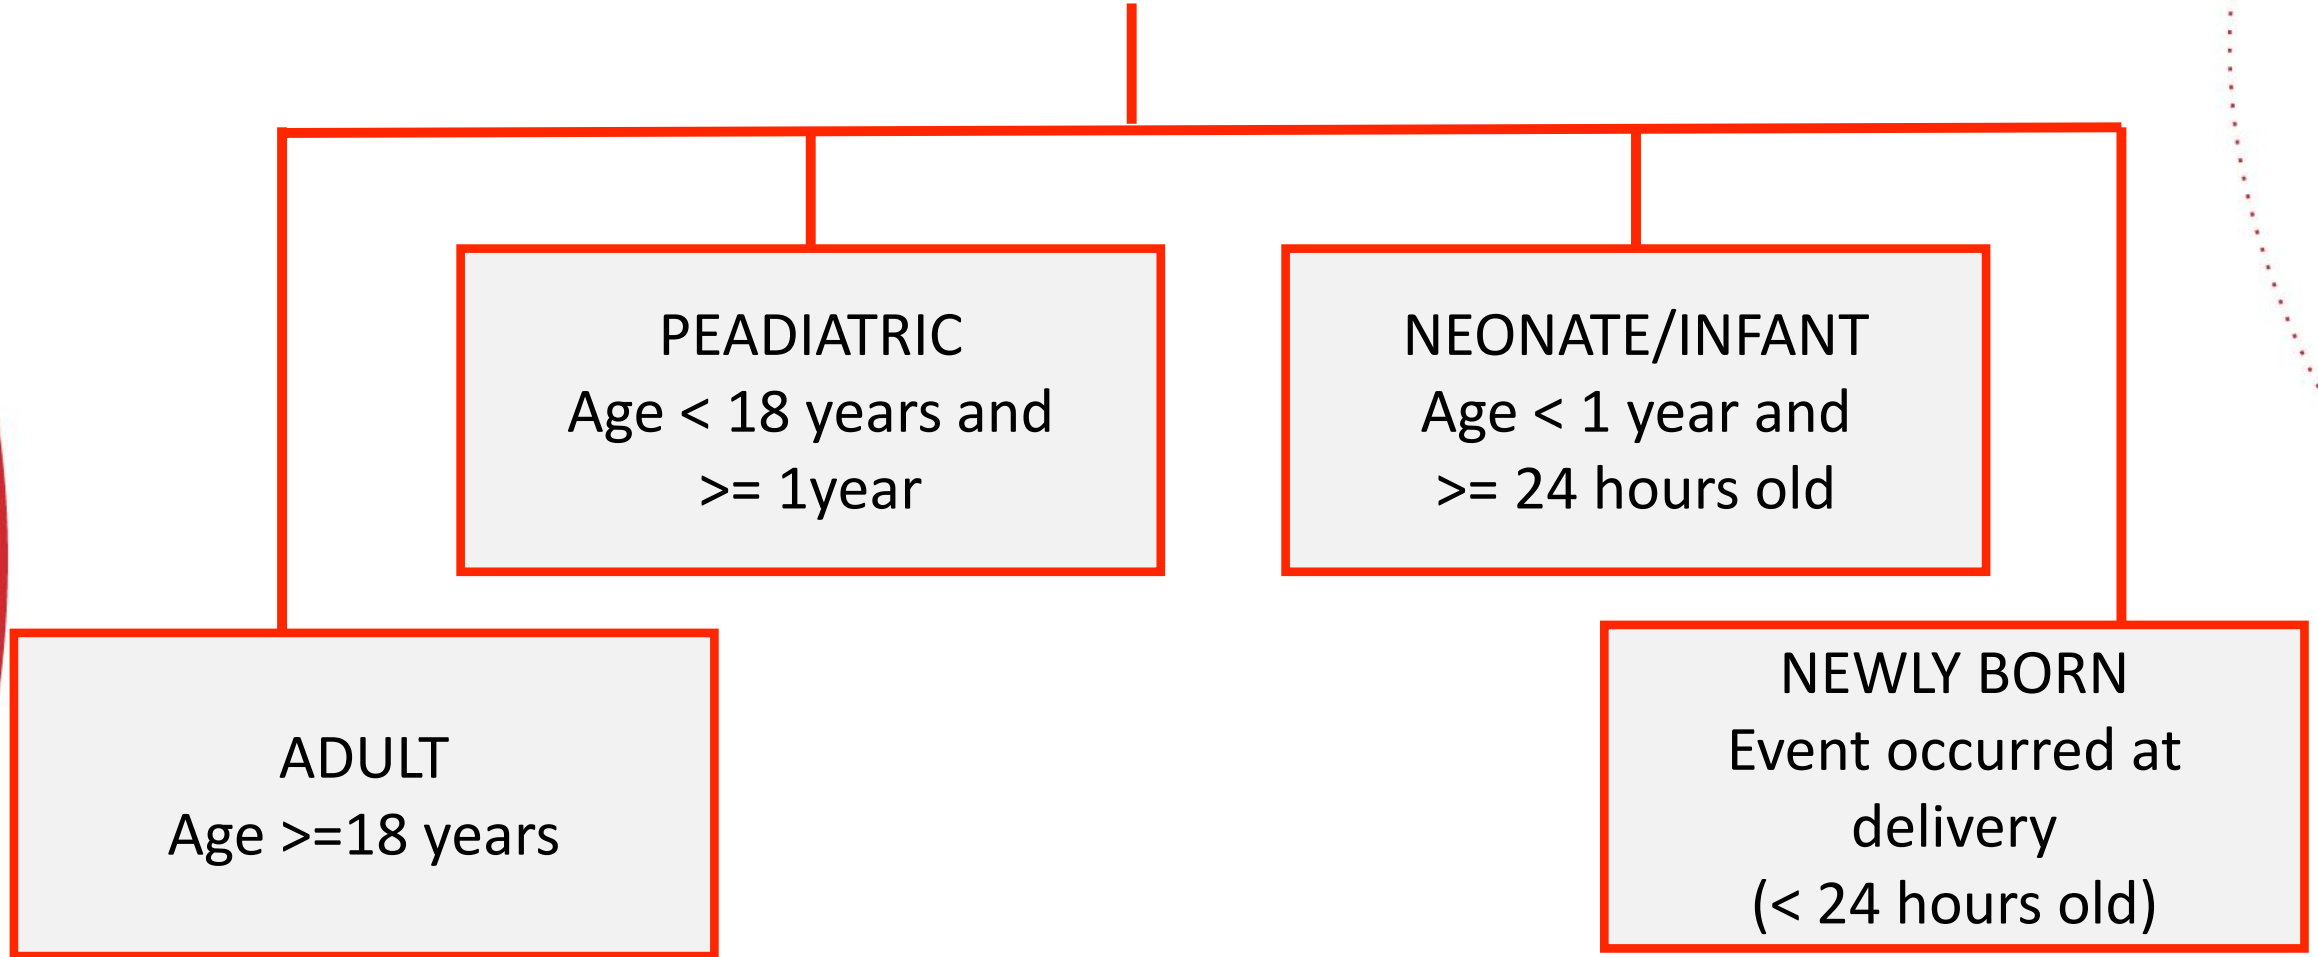 PEADIATRIC
Age < 18 years and
>= 1year
NEONATE/INFANT
Age < 1 year and
>= 24 hours old
ADULT
Age >=18 years
NEWLY BORN
Event occurred at
delivery
(< 24 hours old)